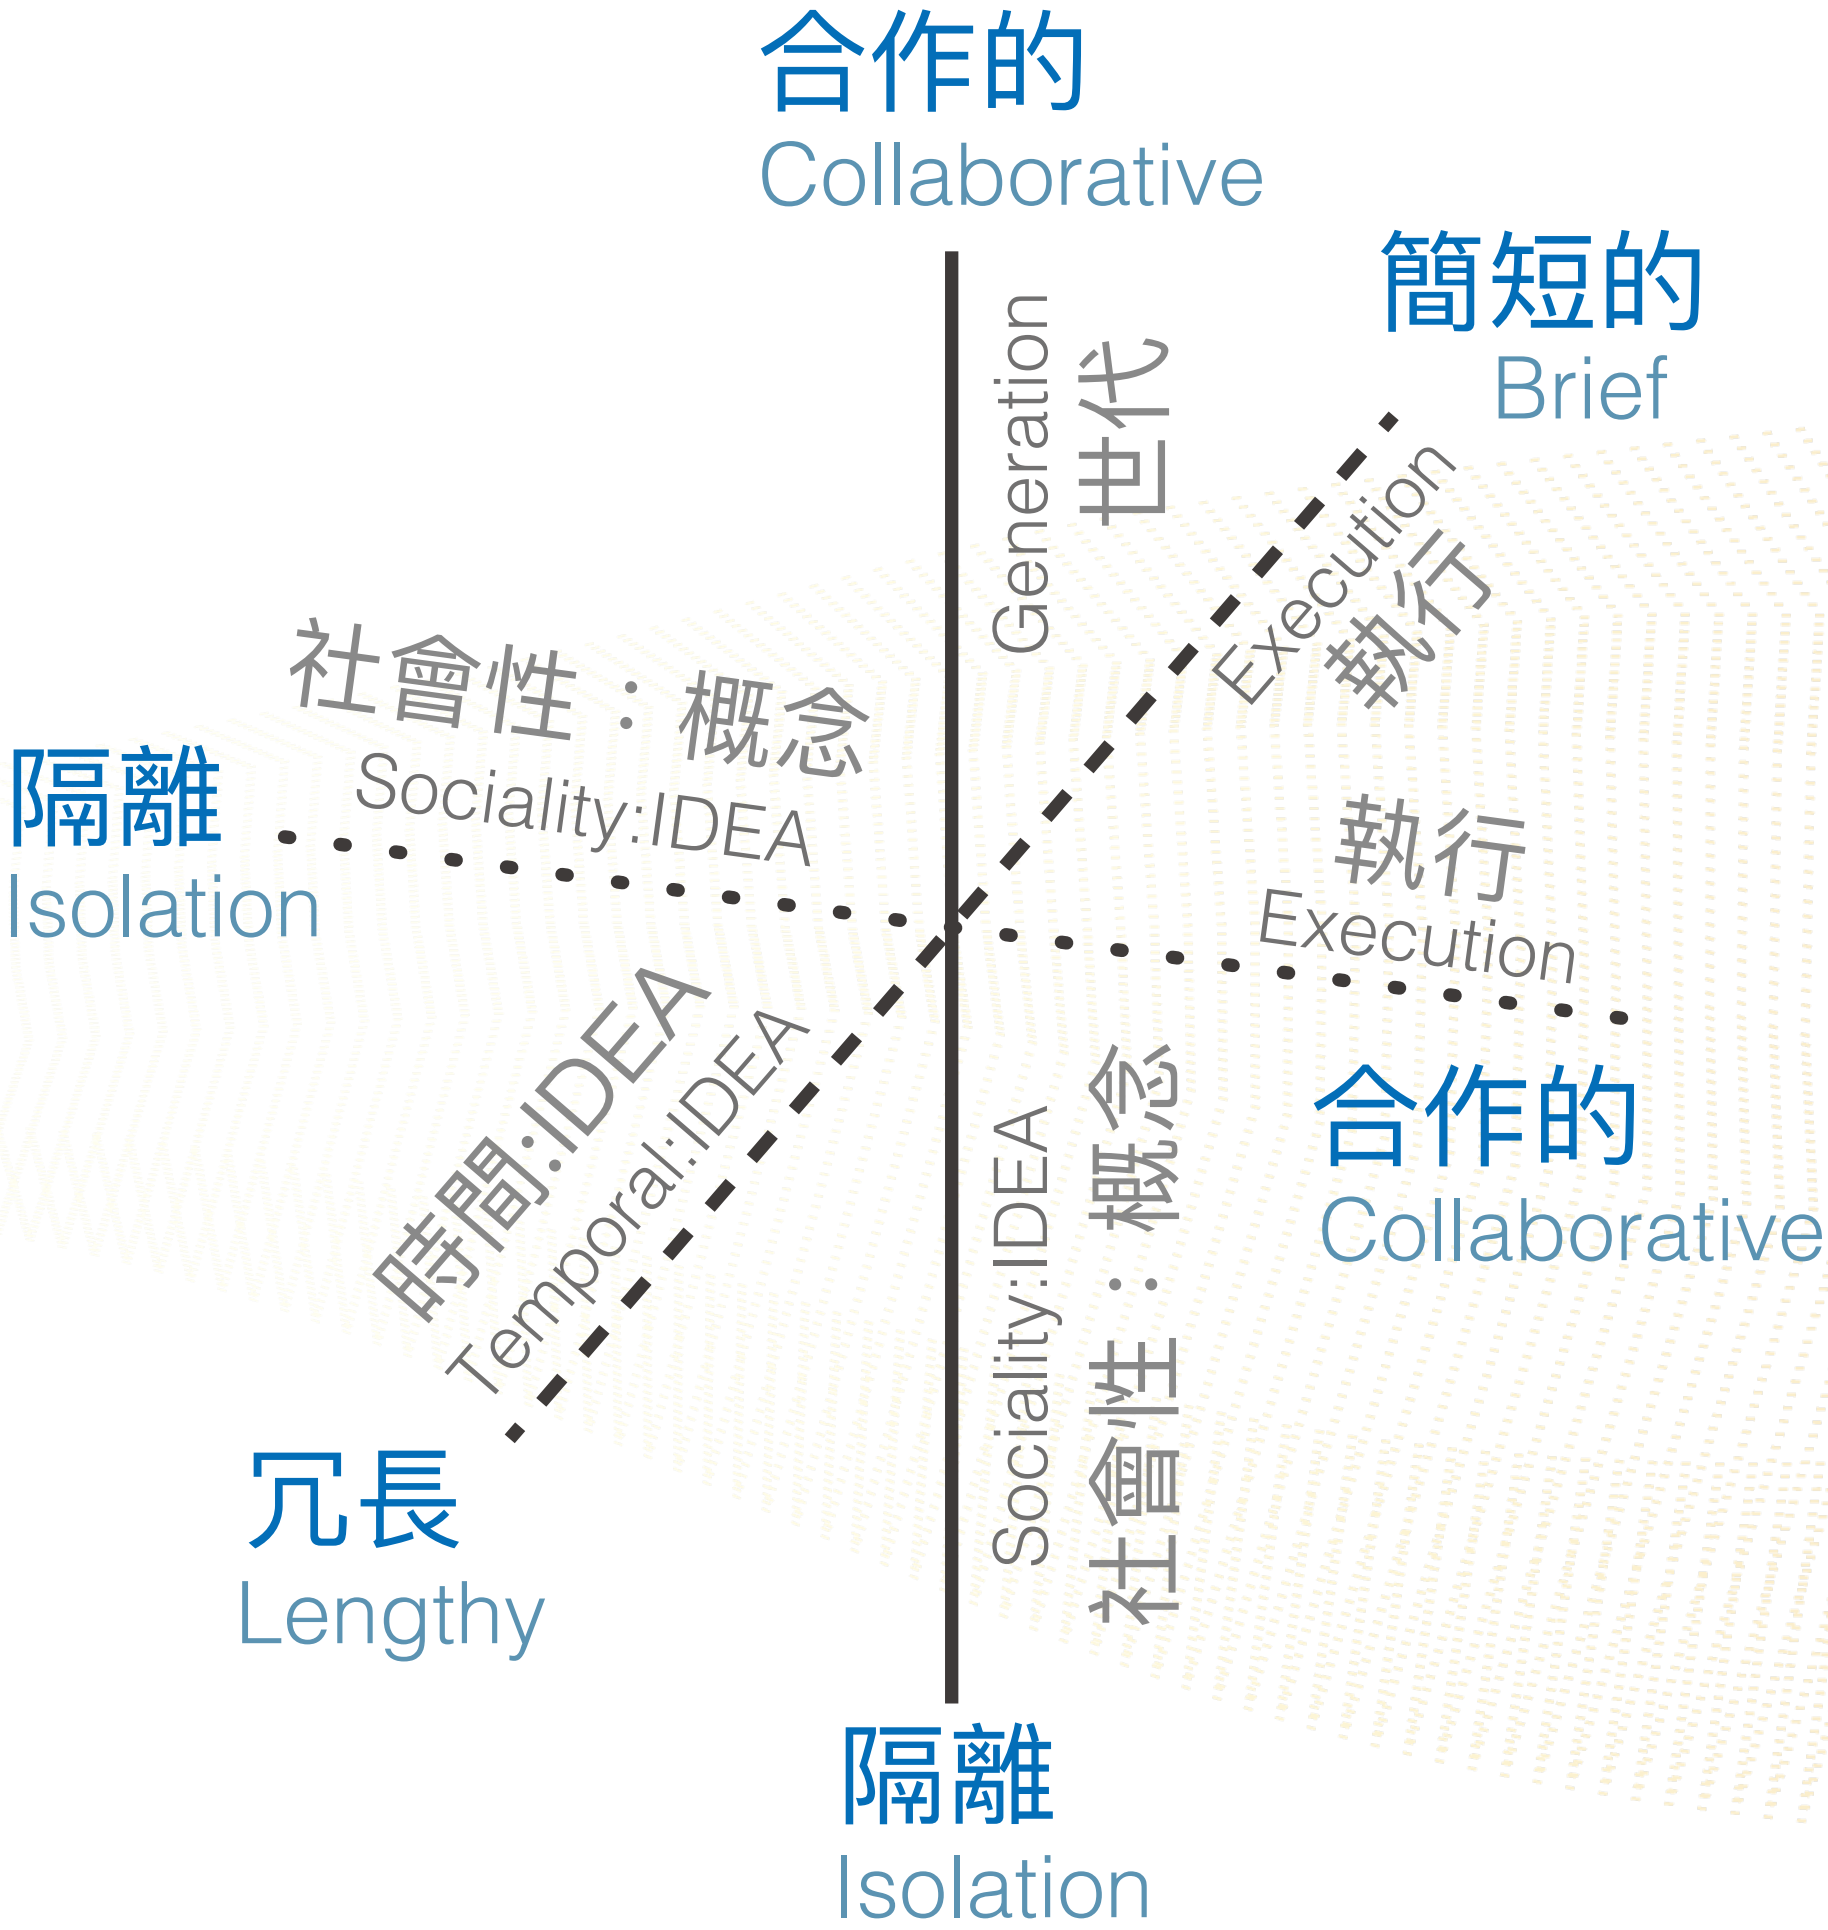 合作的
Collaborative
簡短的
Brief
Generation
世代
Execution
執行
社會性：概念
Sociality:IDEA
隔離
Isolation
執行
Execution
合作的
Collaborative
時間:IDEA
Temporal:IDEA
Sociality:IDEA
社會性：概念
冗長
Lengthy
隔離
Isolation